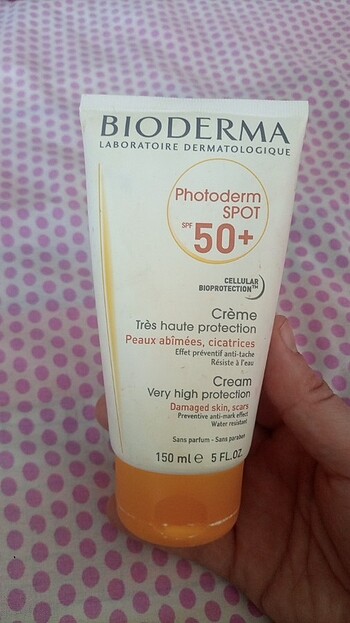 BIODERMA
LABORATOIRE DERMATOLOGIQUE
Photoderm
SPOT
SPF 50+
CELLULAR
BIOPROTECTION™
Crème
Très haute protection
Peaux abîmées, cicatrices
Effet préventif anti-tache
Résiste à l'eau
Cream
Very high protection
Damaged skin, scars
Preventive anti-mark effect
Water resistant
Sans parfum - Sans paraben
150 ml e 5 FL.OZ.